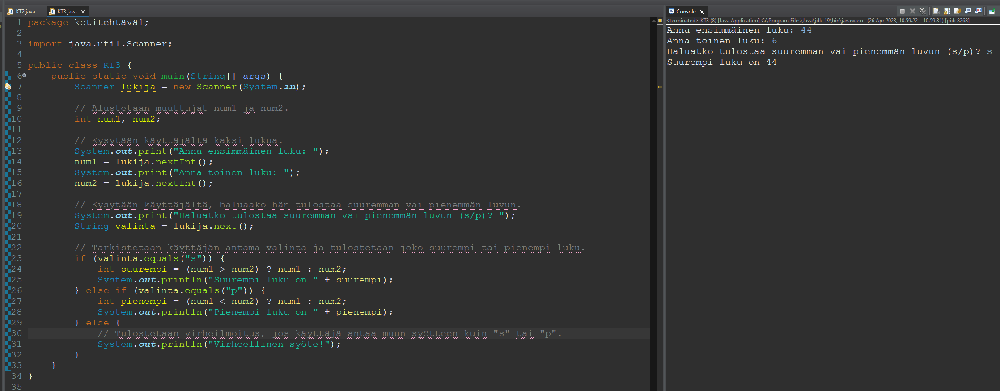 KT2.java
KT3.java
1 package kotitehtävä1;
2
3 import java.util.Scanner;
4
5 public class KT3 {
6     public static void main(String[] args) {
7         Scanner lukija = new Scanner(System.in);
8
9         // Alustetaan muuttujat num1 ja num2.
10         int num1, num2;
11
12         // Kysytään käyttäjältä kaksi lukua.
13         System.out.print("Anna ensimmäinen luku: ");
14         num1 = lukija.nextInt();
15         System.out.print("Anna toinen luku: ");
16         num2 = lukija.nextInt();
17
18         // Kysytään käyttäjältä, haluaako hän tulostaa suuremman vai pienemmän luvun.
19         System.out.print("Haluatko tulostaa suuremman vai pienemmän luvun (s/p)? ");
20         String valinta = lukija.next();
21
22         // Tarkistetaan käyttäjän antama valinta ja tulostetaan joko suurempi tai pienempi luku.
23         if (valinta.equals("s")) {
24             int suurempi = (num1 > num2) ? num1 : num2;
25             System.out.println("Suurempi luku on " + suurempi);
26         } else if (valinta.equals("p")) {
27             int pienempi = (num1 < num2) ? num1 : num2;
28             System.out.println("Pienempi luku on " + pienempi);
29         } else {
30             // Tulostetaan virheilmoitus, jos käyttäjä antaa muun syötteen kuin "s" tai "p".
31             System.out.println("Virheellinen syöte!");
32         }
33     }
34 }
35
Console
<terminated> KT3 (8) [Java Application] C:\Program Files\Java\jdk-19\bin\javaw.exe (26 Apr 2023, 10.59.22 – 10.59.31) [pid: 8268]
Anna ensimmäinen luku: 44
Anna toinen luku: 6
Haluatko tulostaa suuremman vai pienemmän luvun (s/p)? s
Suurempi luku on 44